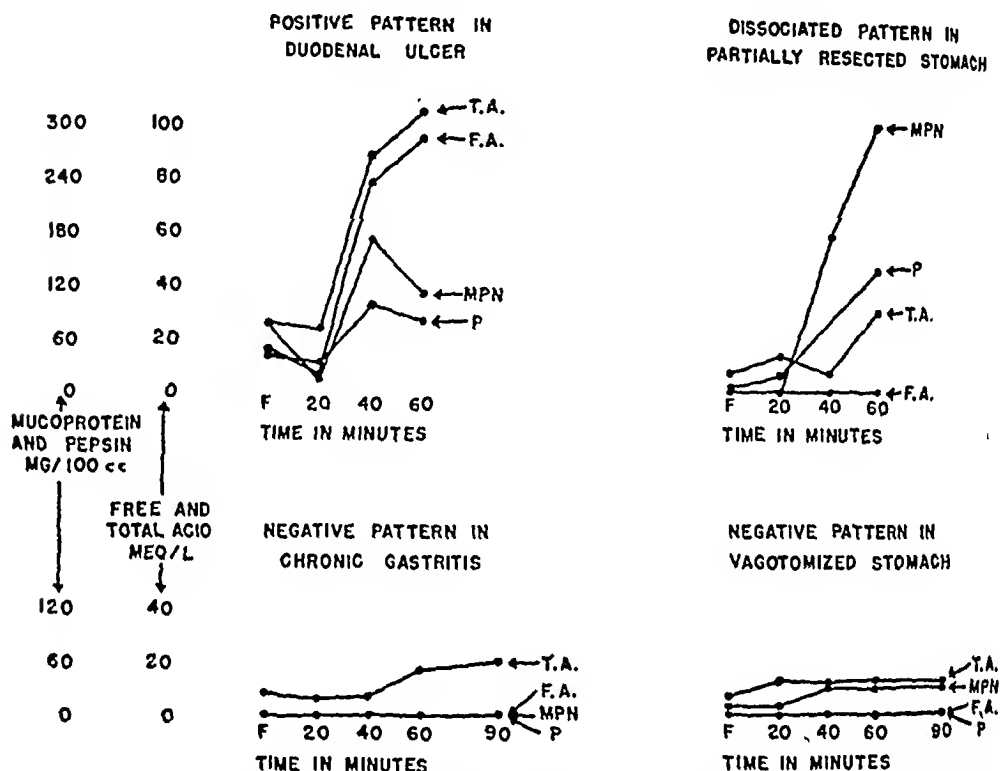 POSITIVE PATTERN IN
DUODENAL ULCER
DISSOCIATED PATTERN IN
PARTIALLY RESECTED STOMACH
300 100
240 80
180 60
120 40
60 20
0 0
T.A.
F.A.
MPN
P
F 20 40 60
TIME IN MINUTES
MPN
P
T.A.
F.A.
F 20 40 60
TIME IN MINUTES
MUCOPROTEIN
AND PEPSIN
MG/100 cc
FREE AND
TOTAL ACID
MEQ/L
120 40
60 20
0 0
NEGATIVE PATTERN IN
CHRONIC GASTRITIS
T.A.
F.A.
MPN
P
F 20 40 60 90
TIME IN MINUTES
NEGATIVE PATTERN IN
VAGOTOMIZED STOMACH
T.A.
MPN
F.A.
P
F 20 40 60 90
TIME IN MINUTES